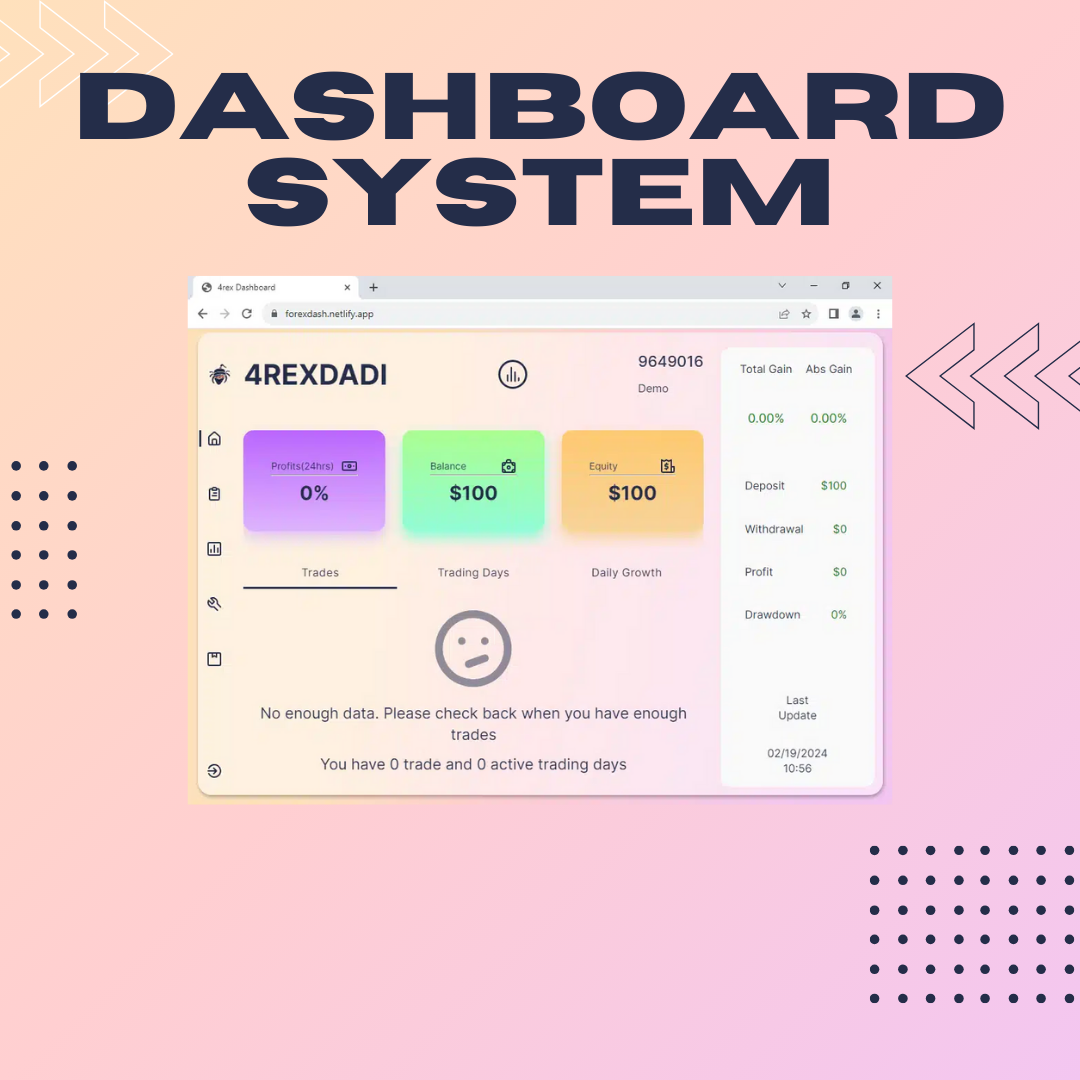 DASHBOARD
SYSTEM
4rex Dashboard
forexdash.netlify.app
4REXDADI
9649016
Demo
Total Gain Abs Gain
0.00% 0.00%
Profits(24hrs)
0%
Balance
$100
Equity
$100
Deposit $100
Withdrawal $0
Profit $0
Drawdown 0%
Trades Trading Days Daily Growth
No enough data. Please check back when you have enough
trades
You have 0 trade and 0 active trading days
Last
Update
02/19/2024
10:56